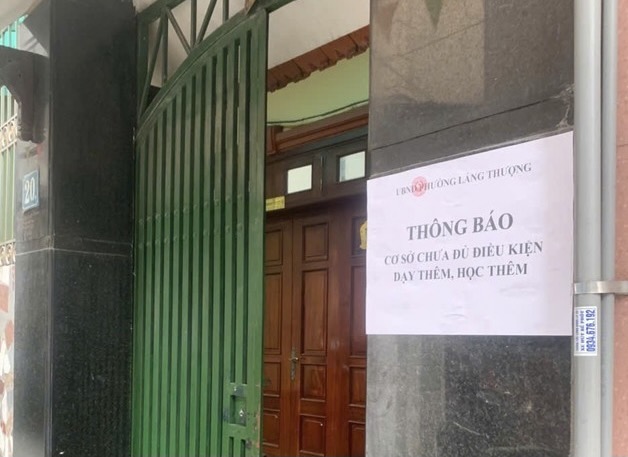 20
UBND PHƯỜNG LÁNG THƯỢNG
THÔNG BÁO
CƠ SỞ CHƯA ĐỦ ĐIỀU KIỆN
DẠY THÊM, HỌC THÊM
0934.676.192